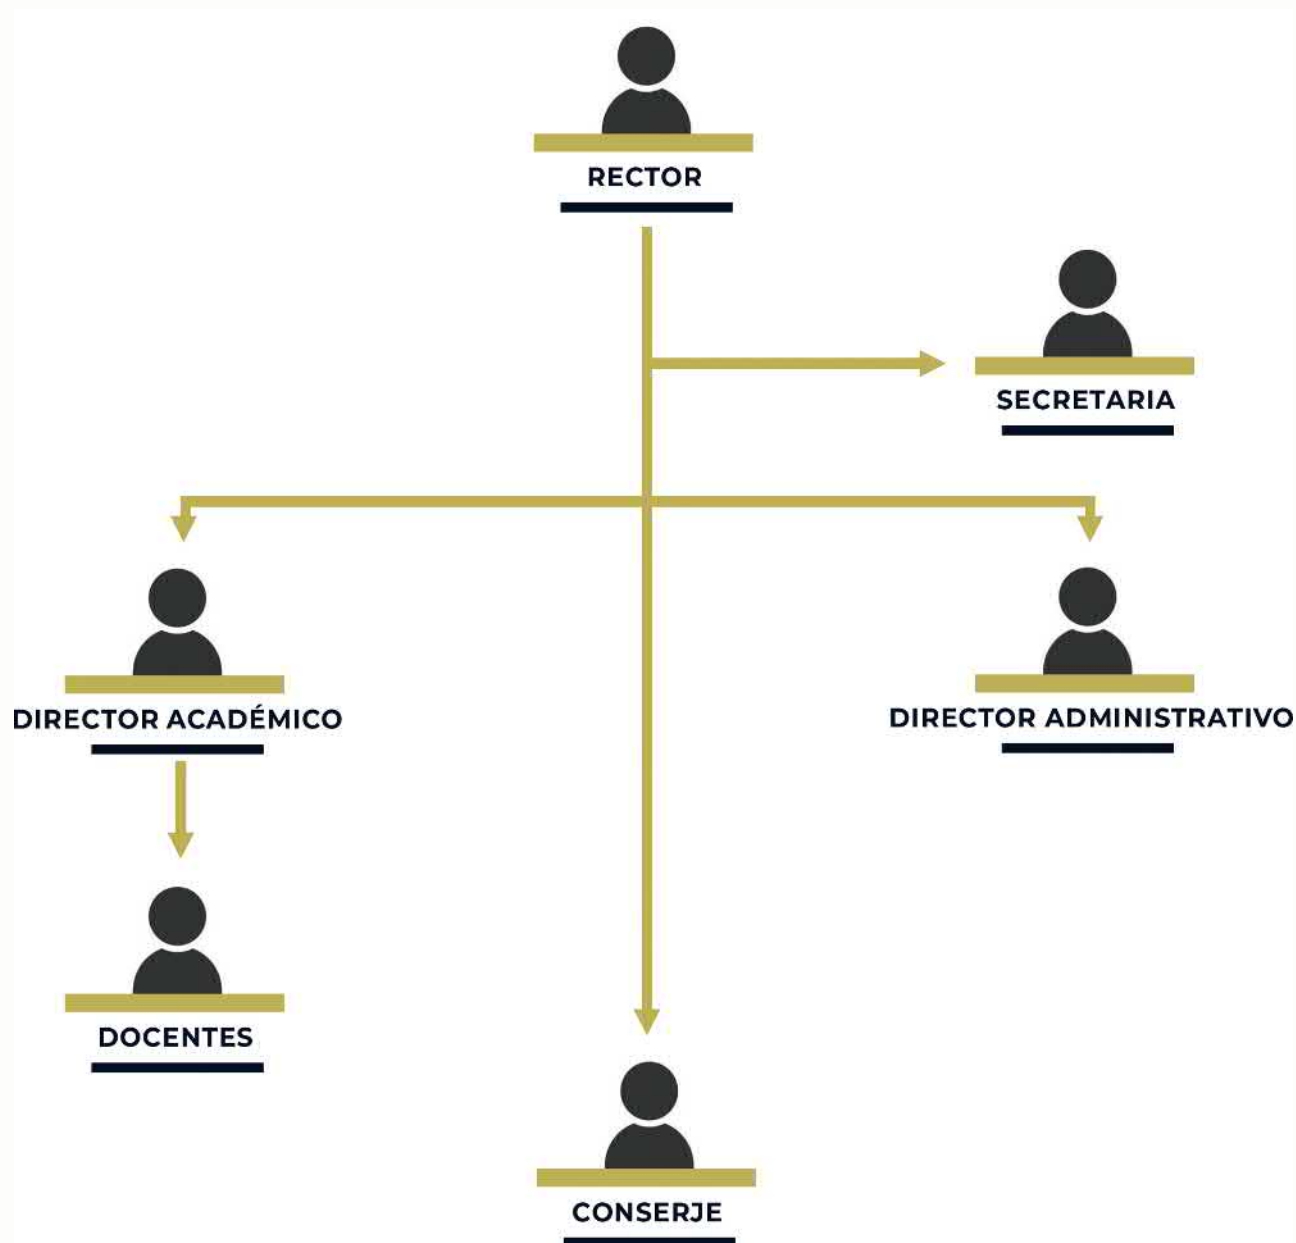 RECTOR
SECRETARIA
DIRECTOR ACADÉMICO
DIRECTOR ADMINISTRATIVO
DOCENTES
CONSERJE